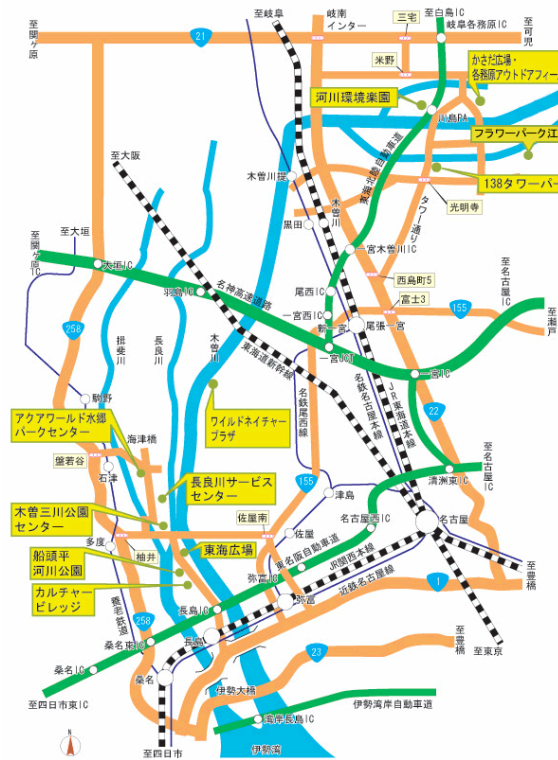 至関ヶ原
21
至岐阜
岐南
インター
三宅
至白鳥IC
岐阜各務原IC
至可児
米野
かさだ広場・
各務原アウトドアフィー
河川環境楽園
川島PA
フラワーパーク江
138タワーパー
光明寺
タワー通り
東海北陸自動車道
至大阪
木曽川堤
黒田
木曽川
一宮木曽川IC
至関ヶ原IC
至大垣
大垣IC
羽島IC
名神高速道路
尾西IC
一宮西IC
新一宮
一宮JCT
尾張一宮
西島町5
富士3
155
至名古屋IC
至瀬戸
一宮IC
22
258
揖斐川
長良川
木曽川
東海道新幹線
名鉄尾西線
名鉄名古屋本線
JR東海道本線
駒野
アクアワールド水郷
パークセンター
海津橋
ワイルドネイチャー
プラザ
盤若谷
石津
長良川サービス
センター
155
津島
清洲東IC
至名古屋IC
木曽三川公園
センター
佐屋南
佐屋
名古屋西IC
名古屋
多度
船頭平
河川公園
柚井
東海広場
東名阪自動車道
JR関西本線
カルチャー
ビレッジ
弥富IC
近鉄名古屋線
1
至豊橋
養老鉄道
258
長島IC
弥富
桑名東IC
長島
23
至豊橋
至東京
桑名IC
桑名
伊勢大橋
至四日市東IC
伊勢湾岸自動車道
湾岸長島IC
至四日市
伊勢湾
N